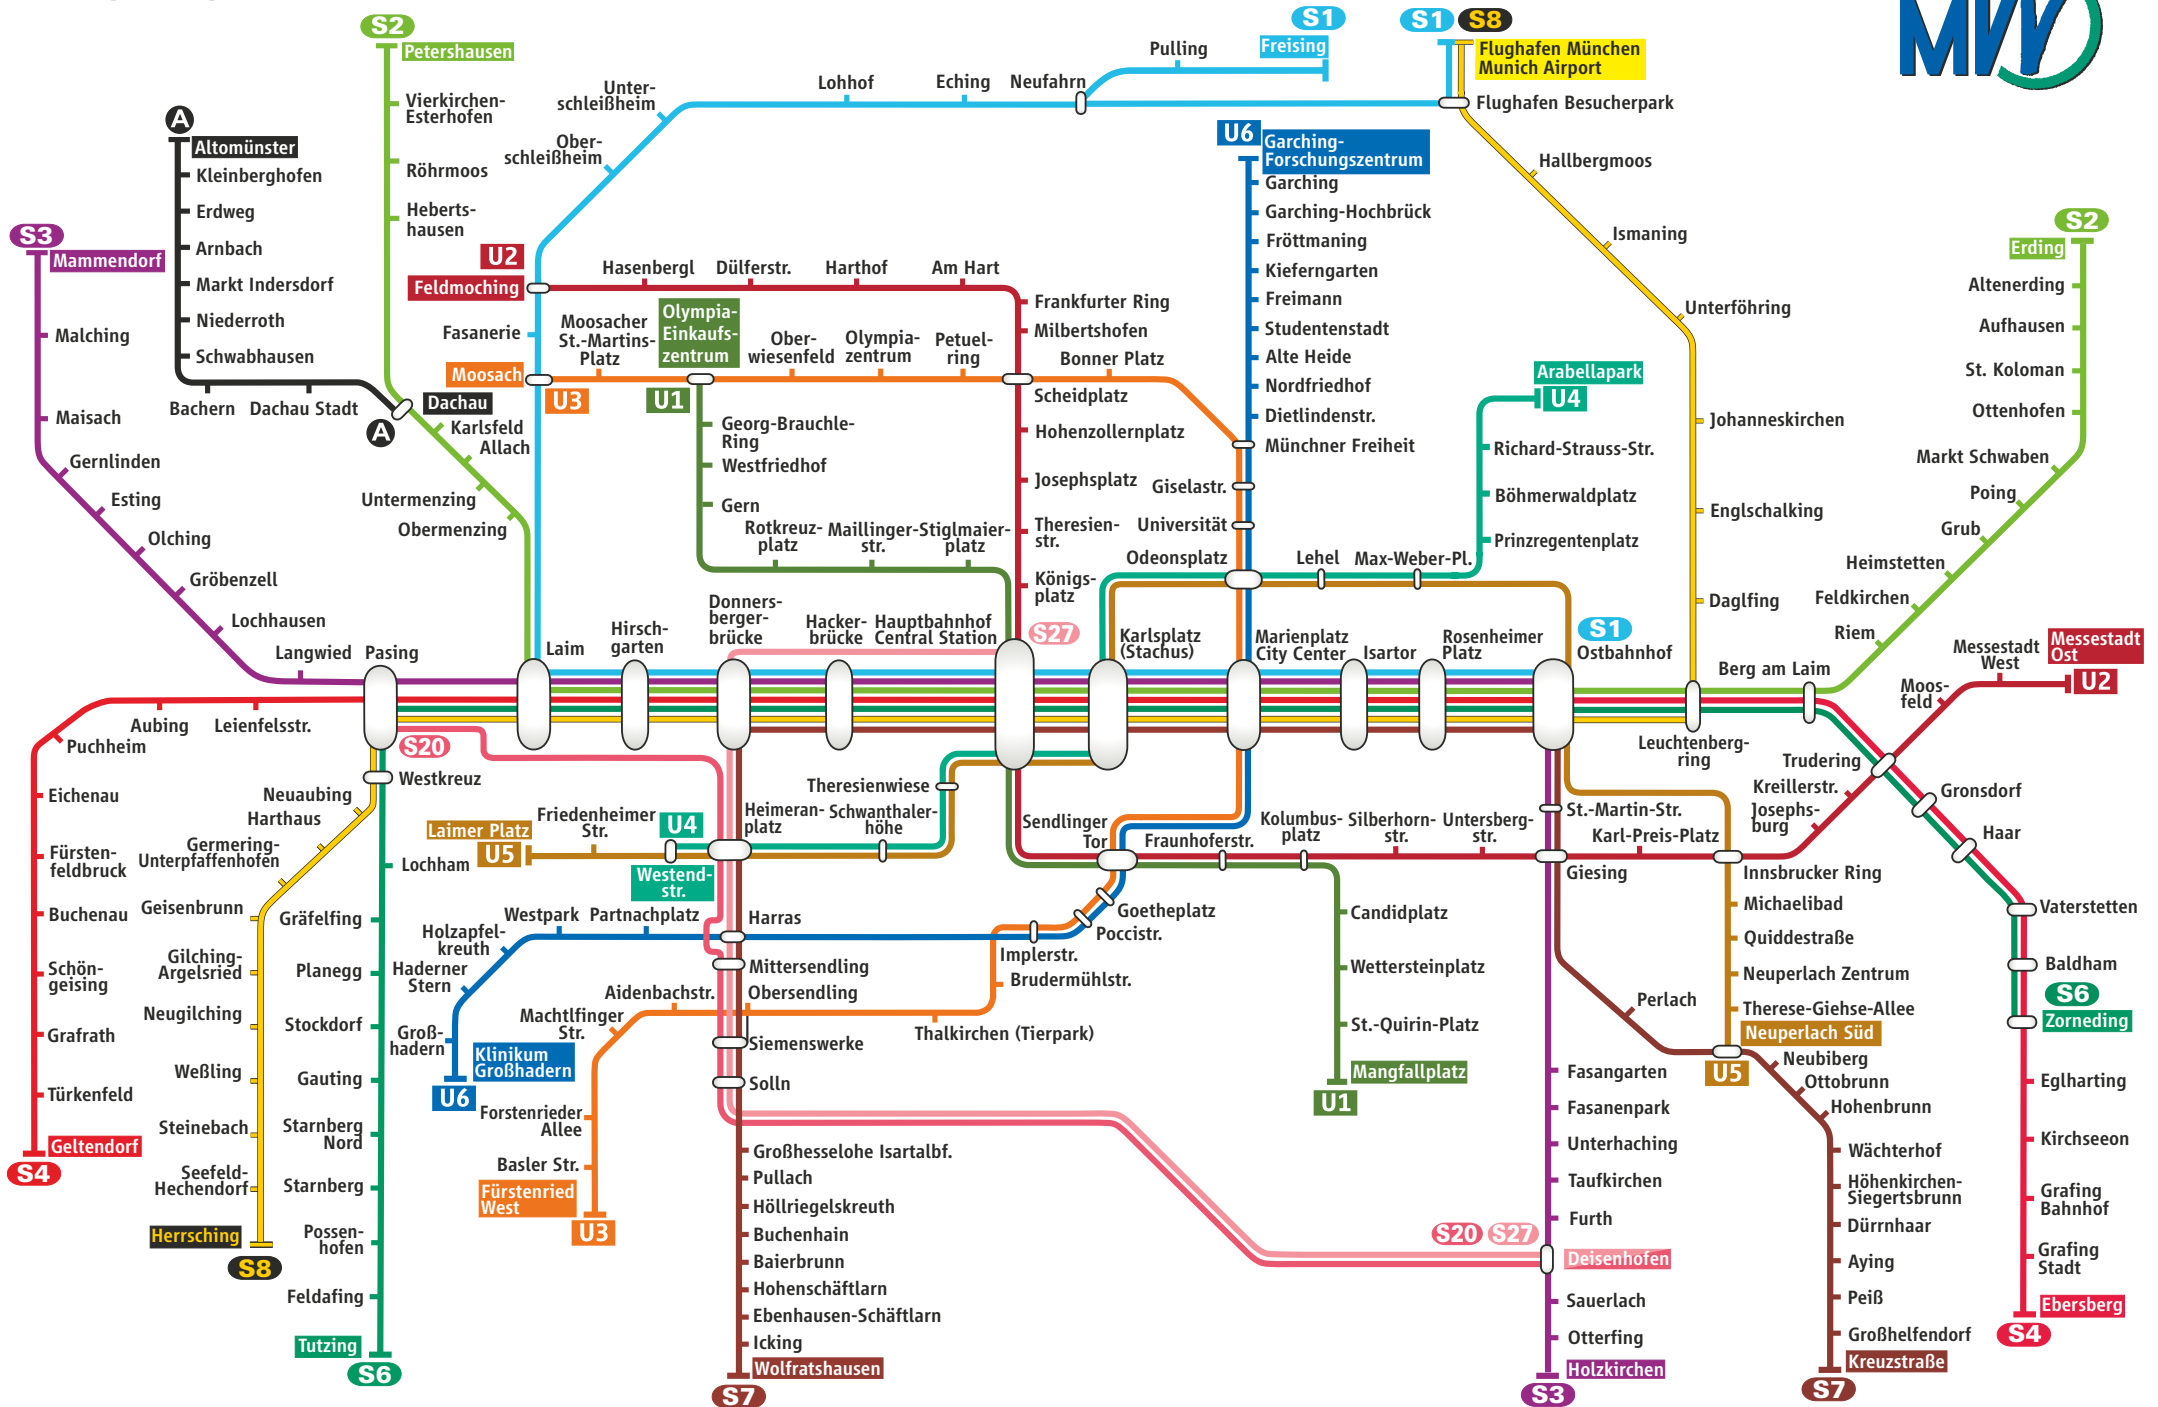 S2
Petershausen
Vierkirchen-
Esterhofen
Röhrmoos
Heberts-
hausen
A
Altomünster
Kleinberghofen
Erdweg
Arnbach
Markt Indersdorf
Niederroth
Schwabhausen
Bachern
Dachau Stadt
A
Dachau
Karlsfeld
Allach
Untermenzing
Obermenzing
S3
Mammendorf
Malching
Maisach
Gernlinden
Esting
Olching
Gröbenzell
Lochhausen
Langwied
Pasing
S1
Freising
Pulling
Neufahrn
Eching
Lohhof
Unter-
schleißheim
Ober-
schleißheim
S1
S8
Flughafen München
Munich Airport
Flughafen Besucherpark
Hallbergmoos
Ismaning
Unterföhring
Johanneskirchen
Englschalking
Daglfing
MVV
U2
Feldmoching
Hasenbergl
Dülferstr.
Harthof
Am Hart
Frankfurter Ring
Milbertshofen
Fasanerie
Moosach
U3
Moosacher
St.-Martins-
Platz
Olympia-
Einkaufs-
zentrum
U1
Ober-
wiesenfeld
Olympia-
zentrum
Petuel-
ring
Bonner Platz
Scheidplatz
Hohenzollernplatz
Josephsplatz
Theresien-
str.
Königs-
platz
Georg-Brauchle-
Ring
Westfriedhof
Gern
Rotkreuz-
platz
Maillinger-
str.
Stiglmaier-
platz
U6
Garching-
Forschungszentrum
Garching
Garching-Hochbrück
Fröttmaning
Kieferngarten
Freimann
Studentenstadt
Alte Heide
Nordfriedhof
Dietlindenstr.
Münchner Freiheit
Giselastr.
Universität
Odeonsplatz
Lehel
Max-Weber-Pl.
Arabellapark
U4
Richard-Strauss-Str.
Böhmerwaldplatz
Prinzregentenplatz
S2
Erding
Altenerding
Aufhausen
St. Koloman
Ottenhofen
Markt Schwaben
Poing
Grub
Heimstetten
Feldkirchen
Riem
Berg am Laim
Laim
Hirsch-
garten
Donners-
berger-
brücke
Hacker-
brücke
Hauptbahnhof
Central Station
S27
Karlsplatz
(Stachus)
Marienplatz
City Center
Isartor
Rosenheimer
Platz
S1
Ostbahnhof
Leuchtenberg-
ring
Messestadt
West
Messestadt
Ost
U2
Moos-
feld
Trudering
Kreillerstr.
Josephs-
burg
Gronsdorf
Haar
Vaterstetten
Baldham
S6
Zorneding
Eglharting
Kirchseeon
Grafing
Bahnhof
Grafing
Stadt
Ebersberg
S4
Aubing
Leienfelsstr.
Puchheim
Eichenau
Fürsten-
feldbruck
Buchenau
Schön-
geising
Grafrath
Türkenfeld
Geltendorf
S4
S20
Westkreuz
Neuaubing
Harthaus
Germering-
Unterpfaffenhofen
Geisenbrunn
Gilching-
Argelsried
Neugilching
Weßling
Steinebach
Seefeld-
Hechendorf
Herrsching
S8
Lochham
Gräfelfing
Planegg
Stockdorf
Gauting
Starnberg
Nord
Starnberg
Possen-
hofen
Feldafing
Tutzing
S6
Laimer Platz
U5
Friedenheimer
Str.
U4
Westend-
str.
Heimeran-
platz
Schwanthaler-
höhe
Theresienwiese
Sendlinger
Tor
Fraunhoferstr.
Kolumbus-
platz
Silberhorn-
str.
Untersberg-
str.
Giesing
St.-Martin-Str.
Karl-Preis-Platz
Innsbrucker Ring
Michaelibad
Quiddestraße
Neuperlach Zentrum
Therese-Giehse-Allee
Neuperlach Süd
U5
Goetheplatz
Poccistr.
Implerstr.
Brudermühlstr.
Thalkirchen (Tierpark)
Obersendling
Aidenbachstr.
Machtlfinger
Str.
Forstenrieder
Allee
Basler Str.
Fürstenried
West
U3
Harras
Partnachplatz
Westpark
Holzapfel-
kreuth
Haderner
Stern
Groß-
hadern
Klinikum
Großhadern
U6
Mittersendling
Siemenswerke
Solln
Großhesselohe Isartalbf.
Pullach
Höllriegelskreuth
Buchenhain
Baierbrunn
Hohenschäftlarn
Ebenhausen-Schäftlarn
Icking
Wolfratshausen
S7
Candidplatz
Wettersteinplatz
St.-Quirin-Platz
Mangfallplatz
U1
Fasangarten
Fasanenpark
Unterhaching
Taufkirchen
Furth
S20
S27
Deisenhofen
Sauerlach
Otterfing
Holzkirchen
S3
Perlach
Neubiberg
Ottobrunn
Hohenbrunn
Wächterhof
Höhenkirchen-
Siegertsbrunn
Dürrnhaar
Aying
Peiß
Großhelfendorf
Kreuzstraße
S7